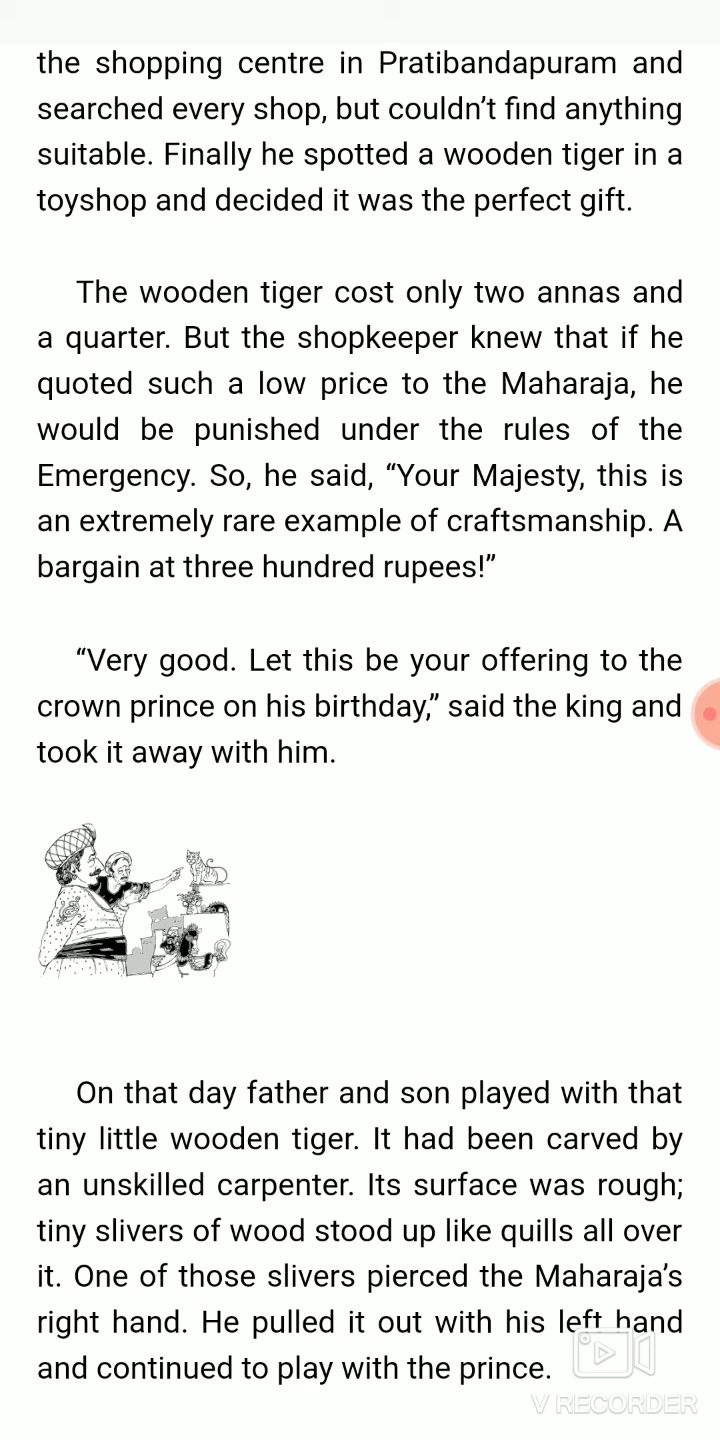 the shopping centre in Pratibandapuram and
searched every shop, but couldn’t find anything
suitable. Finally he spotted a wooden tiger in a
toyshop and decided it was the perfect gift.
The wooden tiger cost only two annas and
a quarter. But the shopkeeper knew that if he
quoted such a low price to the Maharaja, he
would be punished under the rules of the
Emergency. So, he said, “Your Majesty, this is
an extremely rare example of craftsmanship. A
bargain at three hundred rupees!”
“Very good. Let this be your offering to the
crown prince on his birthday,” said the king and
took it away with him.
On that day father and son played with that
tiny little wooden tiger. It had been carved by
an unskilled carpenter. Its surface was rough;
tiny slivers of wood stood up like quills all over
it. One of those slivers pierced the Maharaja’s
right hand. He pulled it out with his left hand
and continued to play with the prince.
V RECORDER